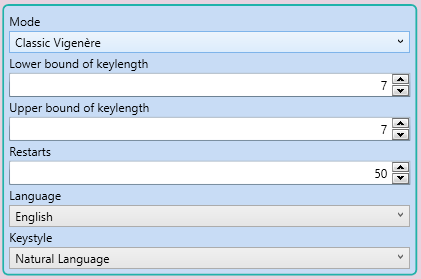 Mode
Classic Vigenère
Lower bound of keylength
7
Upper bound of keylength
7
Restarts
50
Language
English
Keystyle
Natural Language